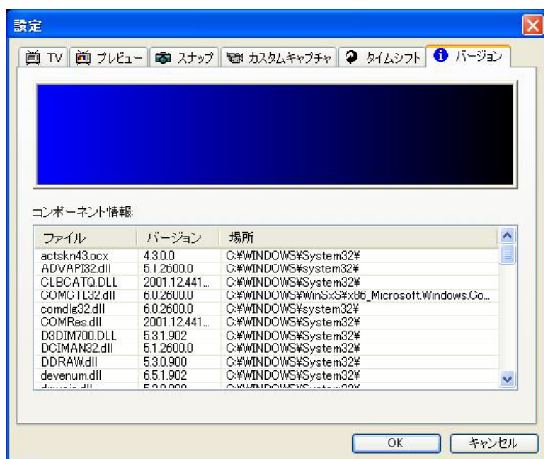 設定
TV プレビュー スナップ カスタムキャプチャ タイムシフト バージョン
コンポーネント情報
ファイル バージョン 場所
actskn43.ocx 4.3.0.0 C:¥WINDOWS¥System32¥
ADVAPI32.dll 5.1.2600.0 C:¥WINDOWS¥system32¥
CLBCATQ.DLL 2001.12.441... C:¥WINDOWS¥System32¥
COMCTL32.dll 6.0.2600.0 C:¥WINDOWS¥WinSxS¥x86_Microsoft.Windows.Co...
comdlg32.dll 6.0.2600.0 C:¥WINDOWS¥system32¥
COMRes.dll 2001.12.441... C:¥WINDOWS¥System32¥
D3DIM700.DLL 5.3.1.902 C:¥WINDOWS¥System32¥
DCIMAN32.dll 5.1.2600.0 C:¥WINDOWS¥System32¥
DDRAW.dll 5.3.0.900 C:¥WINDOWS¥System32¥
devenum.dll 6.5.1.902 C:¥WINDOWS¥System32¥
OK キャンセル